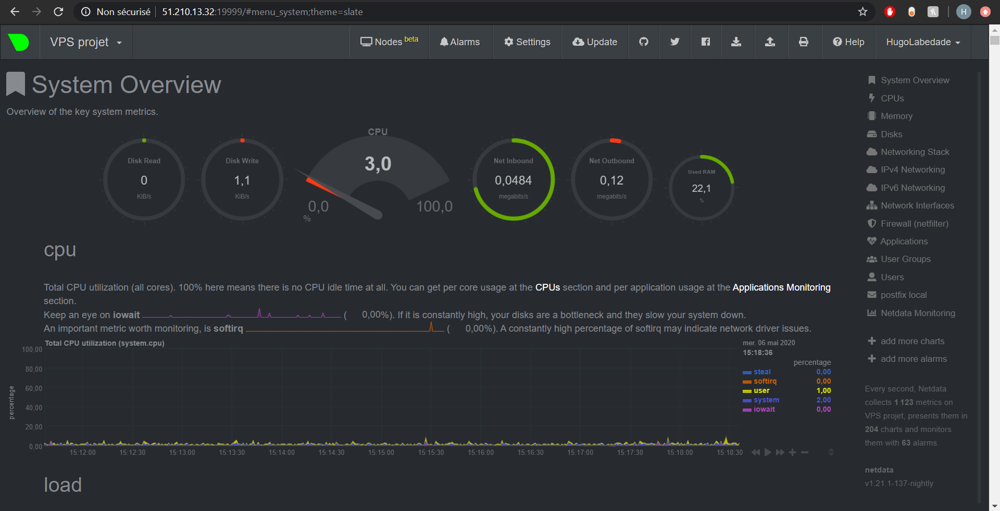 Non sécurisé
51.210.13.32:19999/#menu_system;theme=slate
H
VPS projet
Nodes beta
Alarms
Settings
Update
Help
HugoLabedade
System Overview
Overview of the key system metrics.
Disk Read
0
KiB/s
Disk Write
1,1
KiB/s
CPU
3,0
0,0
100,0
%
Net Inbound
0,0484
megabits/s
Net Outbound
0,12
megabits/s
Used RAM
22,1
%
cpu
Total CPU utilization (all cores). 100% here means there is no CPU idle time at all. You can get per core usage at the CPUs section and per application usage at the Applications Monitoring
section.
Keep an eye on iowait ( 0,00%). If it is constantly high, your disks are a bottleneck and they slow your system down.
An important metric worth monitoring, is softirq ( 0,00%). A constantly high percentage of softirq may indicate network driver issues.
Total CPU utilization (system.cpu)
percentage
100,00
80,00
60,00
40,00
20,00
0,00
15:12:00 15:12:30 15:13:00 15:13:30 15:14:00 15:14:30 15:15:00 15:15:30 15:16:00 15:16:30 15:17:00 15:17:30 15:18:00 15:18:30
mer. 06 mai 2020
15:18:36
percentage
steal 0,00
softirq 0,00
user 1,00
system 2,00
iowait 0,00
load
System Overview
CPUs
Memory
Disks
Networking Stack
IPv4 Networking
IPv6 Networking
Network Interfaces
Firewall (netfilter)
Applications
User Groups
Users
postfix local
Netdata Monitoring
add more charts
add more alarms
Every second, Netdata
collects 1 123 metrics on
VPS projet, presents them in
204 charts and monitors
them with 63 alarms.
netdata
v1.21.1-137-nightly